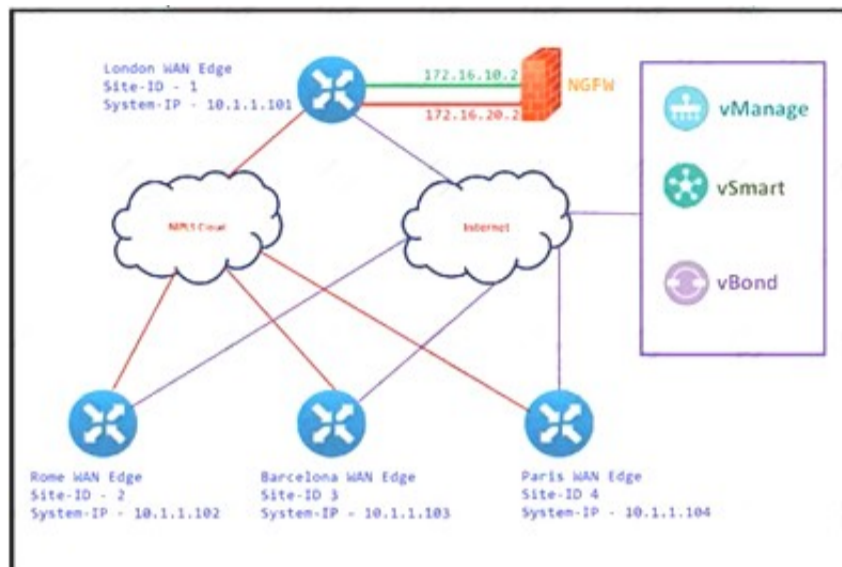 London WAN Edge
Site-ID - 1
System-IP - 10.1.1.101
172.16.10.2
NGFW
172.16.20.2
vManage
vSmart
vBond
MPLS Cloud
Internet
Rome WAN Edge
Site-ID - 2
System-IP - 10.1.1.102
Barcelona WAN Edge
Site-ID 3
System-IP - 10.1.1.103
Paris WAN Edge
Site-ID 4
System-IP - 10.1.1.104